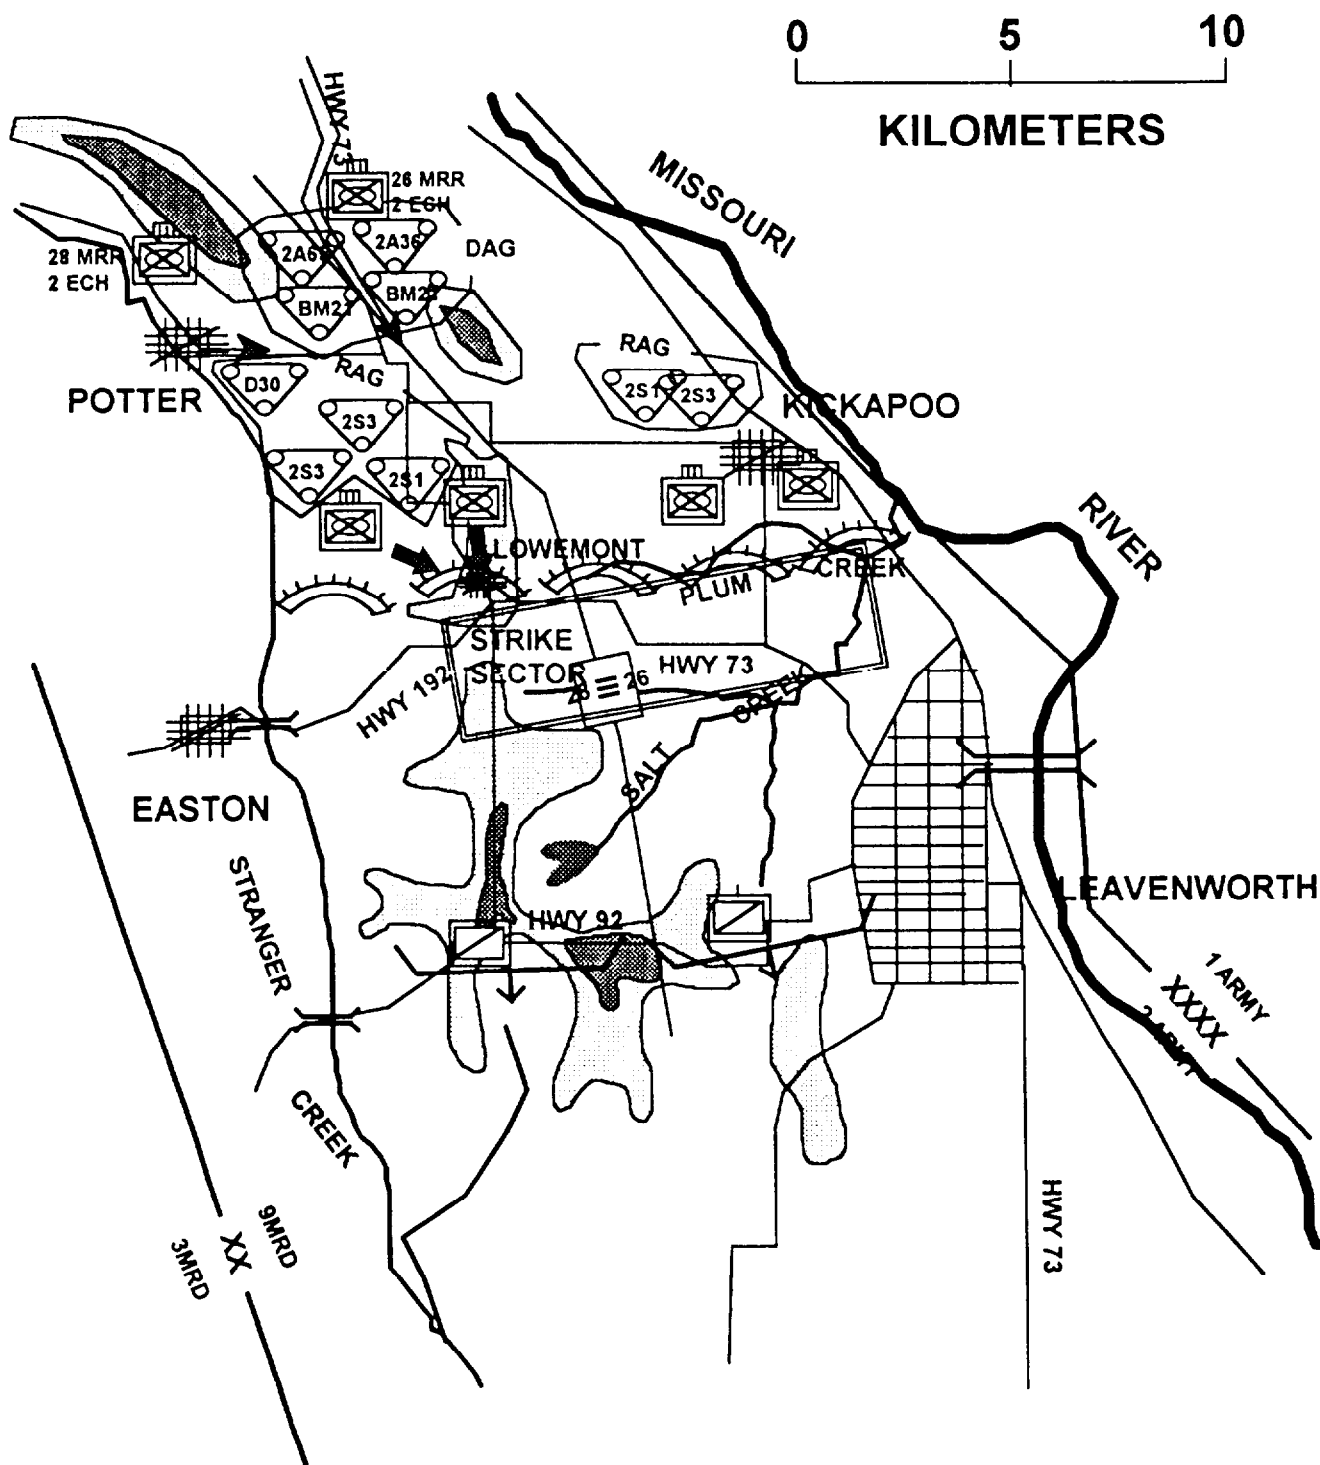 0 5 10
KILOMETERS
HWY 73
MISSOURI
26 MRR
2 ECH
28 MRR
2 ECH
2A36
DAG
BM21
RAG
RAG
D30
2S1
2S3
POTTER
KICKAPOO
2S3
2S3
2S1
RIVER
LOWEMONT
CREEK
PLUM
STRIKE
SECTOR
HWY 73
HWY 192
26
CREEK
SALT
EASTON
STRANGER
HWY 92
LEAVENWORTH
1 ARMY
XXXX
2 ARMY
CREEK
9MRD
XX
3MRD
HWY 73